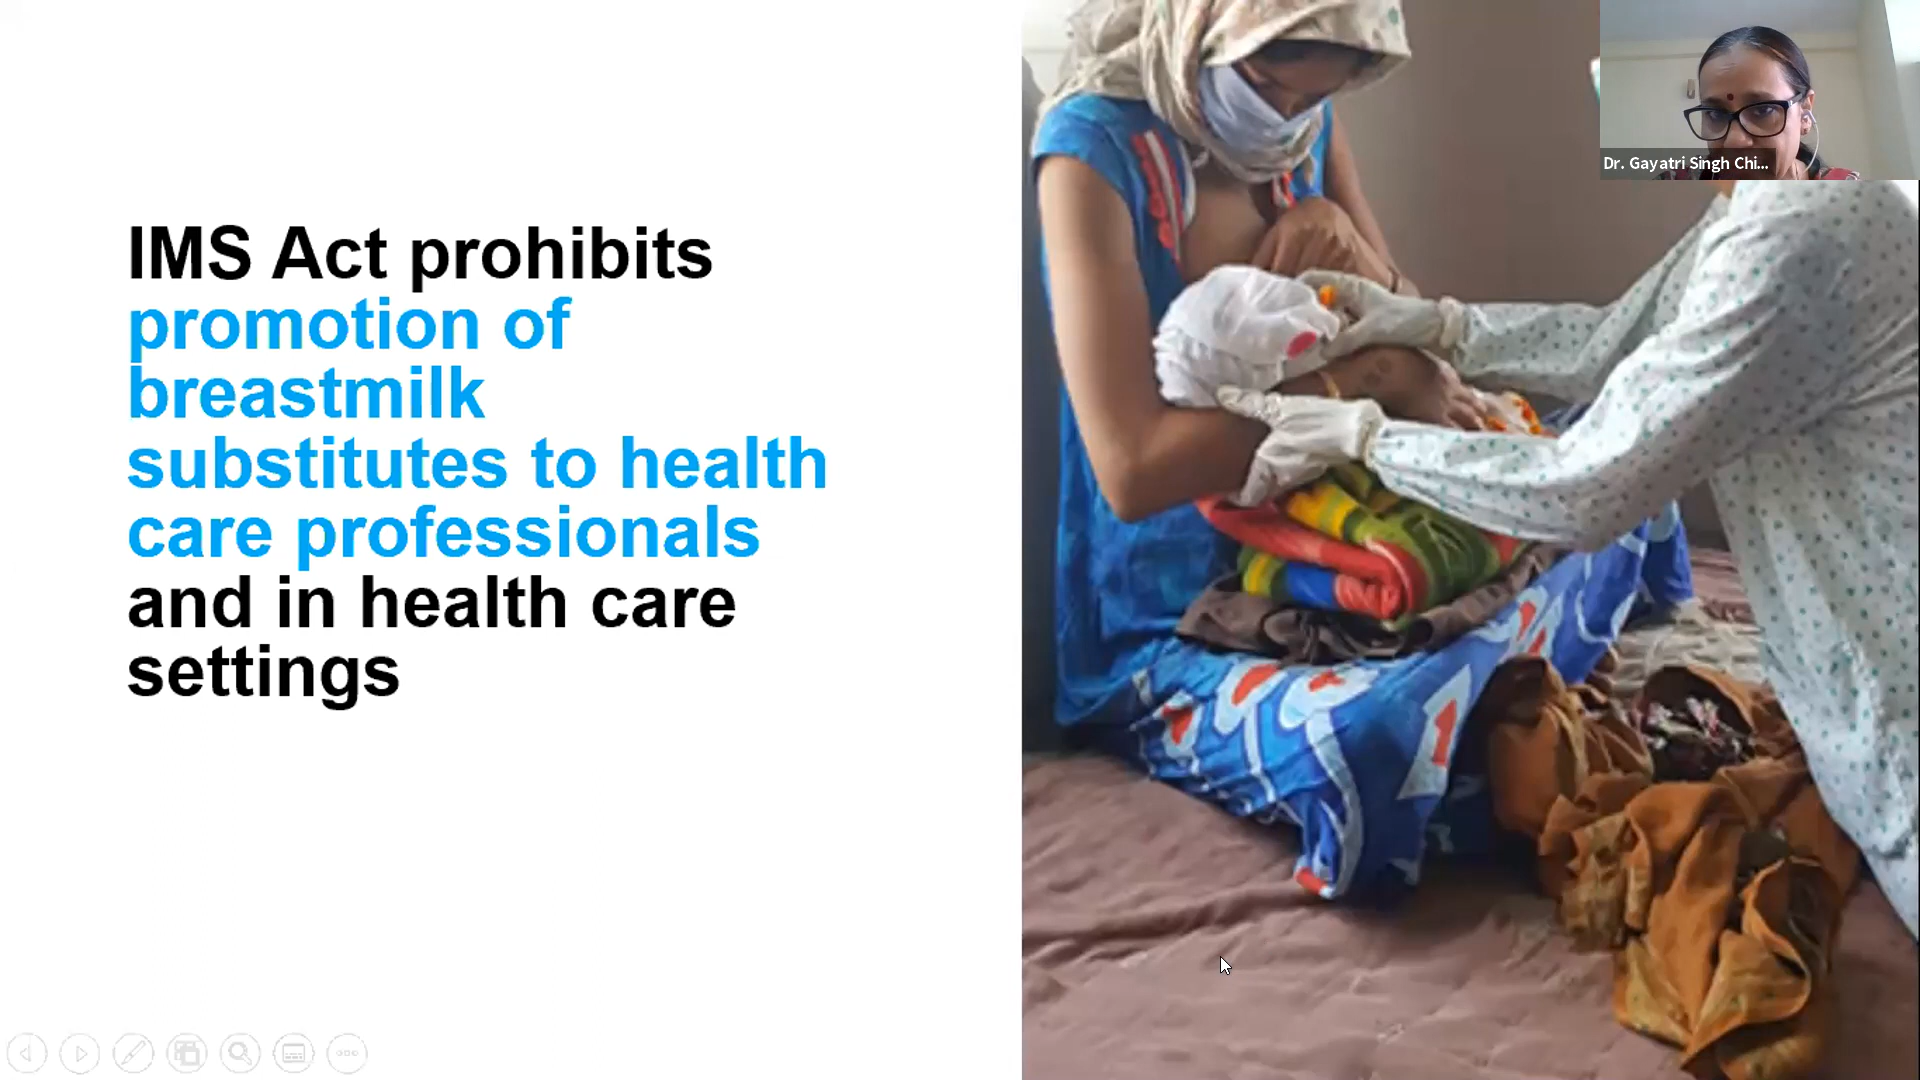 IMS Act prohibits
promotion of
breastmilk
substitutes to health
care professionals
and in health care
settings
Dr. Gayatri Singh Chi...